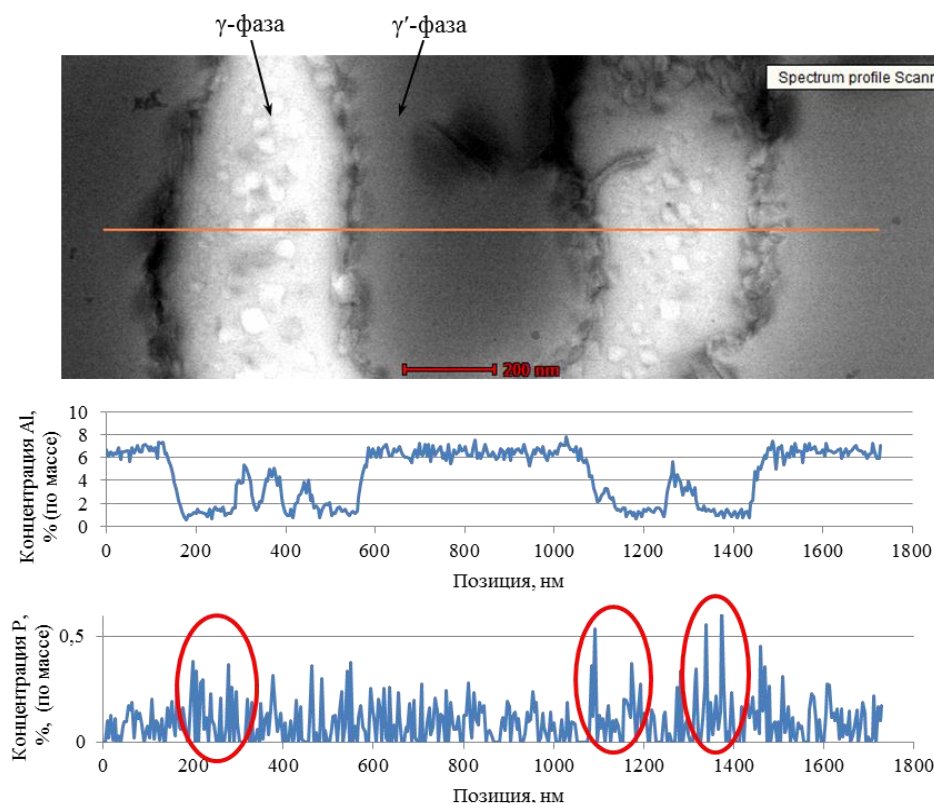 γ-фаза
γ′-фаза
Spectrum profile Scann
200 nm
Концентрация Al,
% (по массе)
10
8
6
4
2
0
0 200 400 600 800 1000 1200 1400 1600 1800
Позиция, нм
Концентрация P,
%, (по массе)
0,5
0
0 200 400 600 800 1000 1200 1400 1600 1800
Позиция, нм